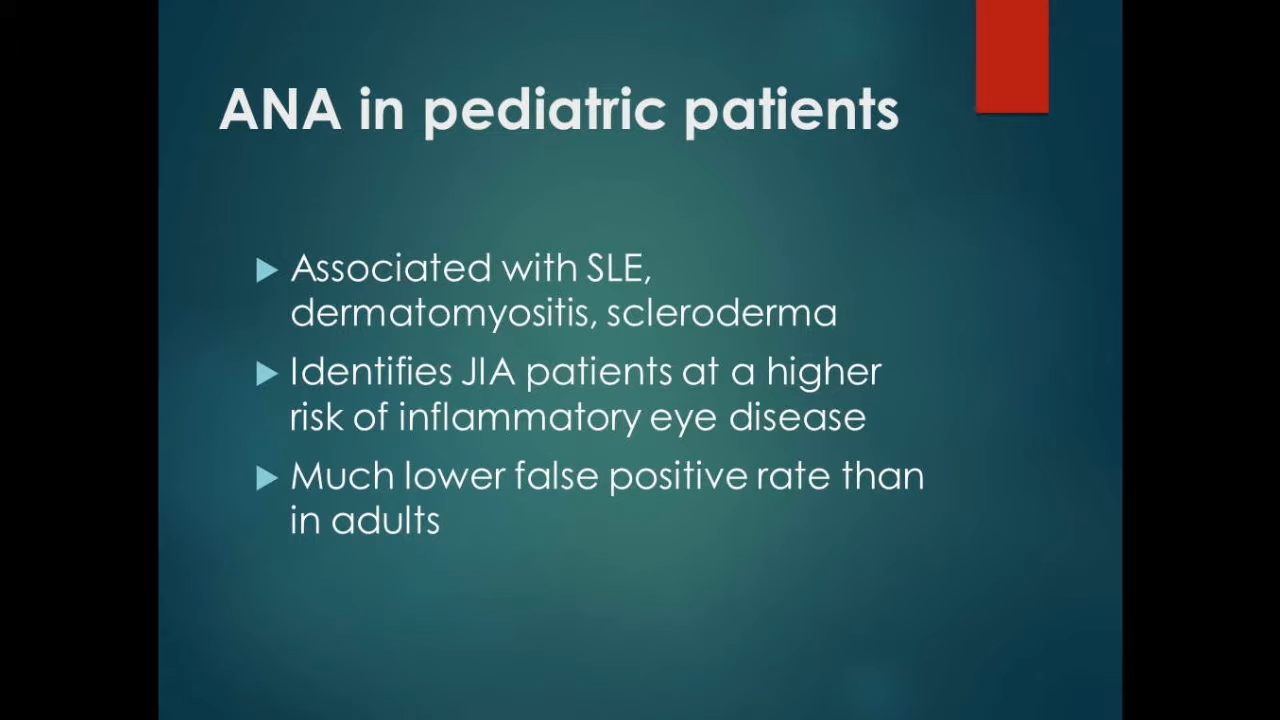 ANA in pediatric patients
Associated with SLE,
dermatomyositis, scleroderma
Identifies JIA patients at a higher
risk of inflammatory eye disease
Much lower false positive rate than
in adults